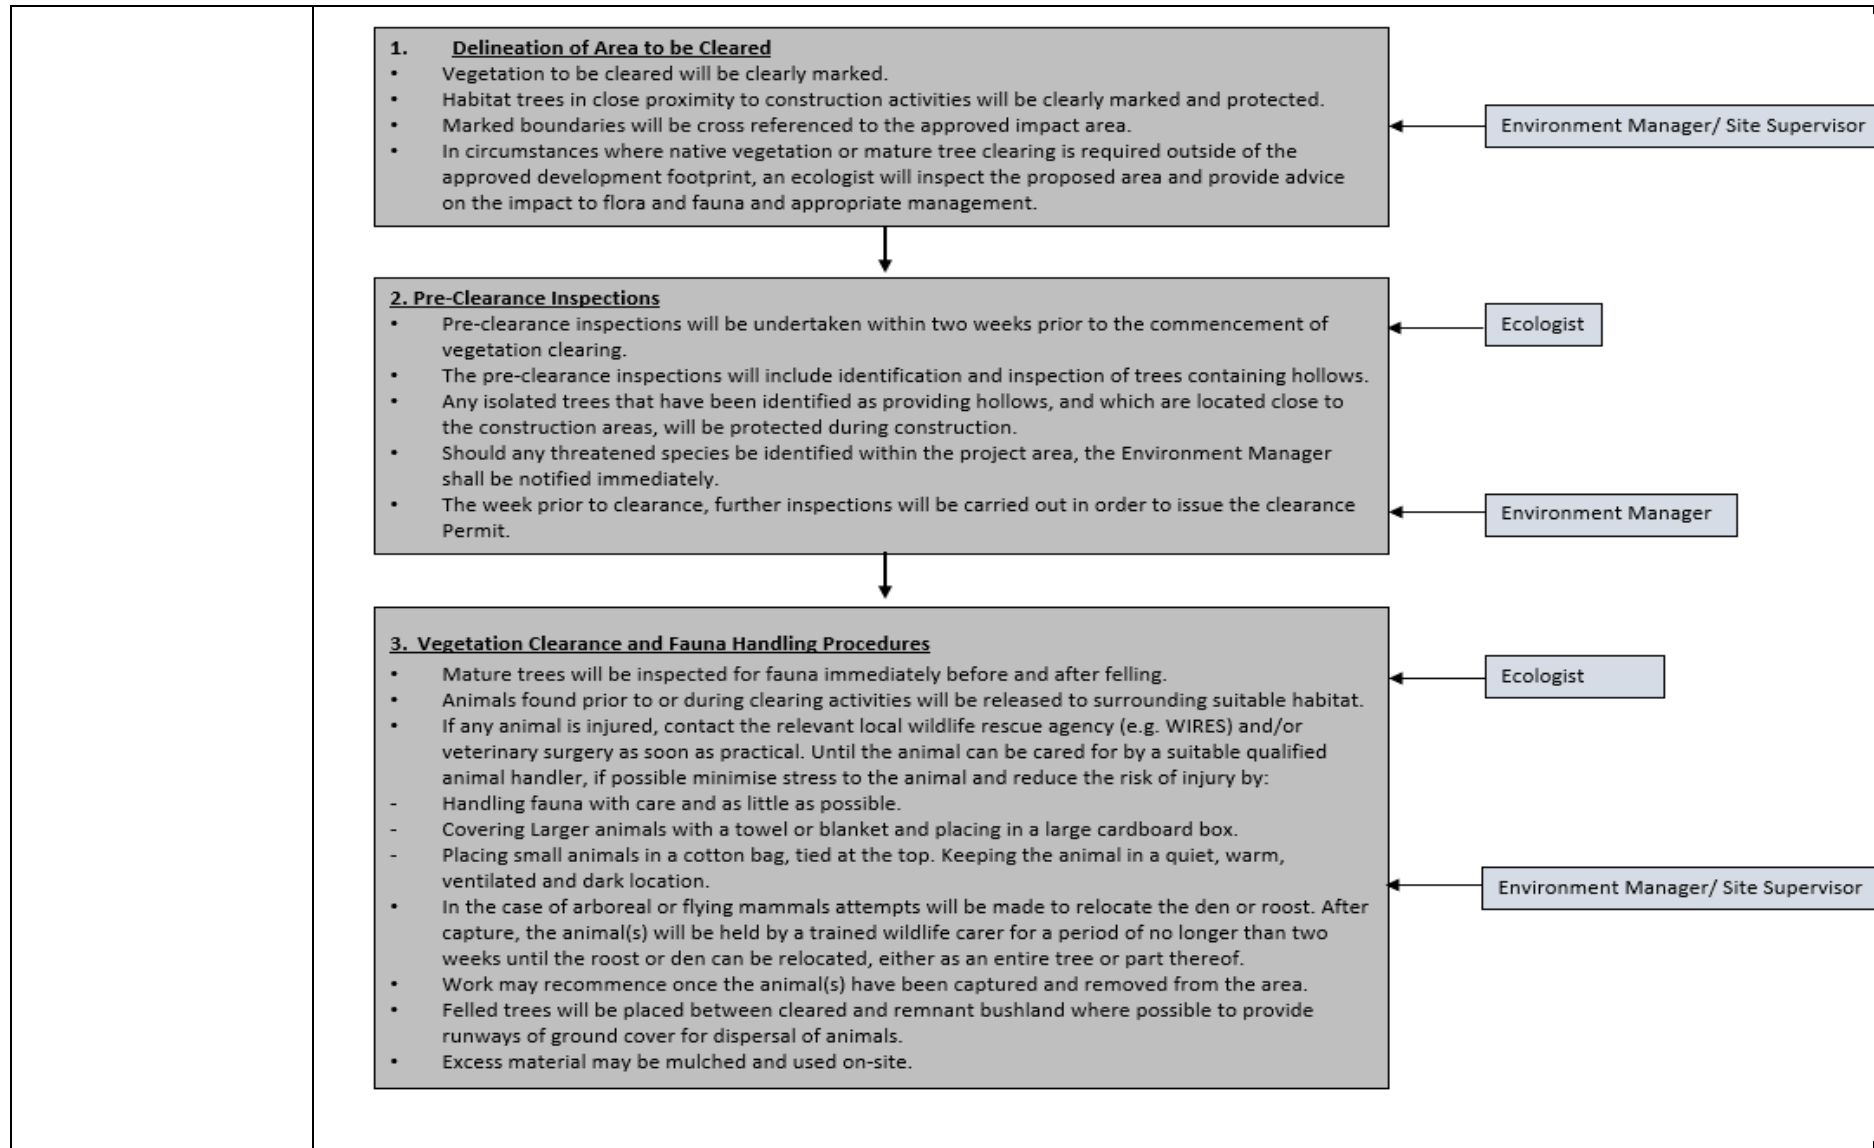 1. Delineation of Area to be Cleared
• Vegetation to be cleared will be clearly marked.
• Habitat trees in close proximity to construction activities will be clearly marked and protected.
• Marked boundaries will be cross referenced to the approved impact area.
• In circumstances where native vegetation or mature tree clearing is required outside of the
approved development footprint, an ecologist will inspect the proposed area and provide advice
on the impact to flora and fauna and appropriate management.
Environment Manager/ Site Supervisor
2. Pre-Clearance Inspections
• Pre-clearance inspections will be undertaken within two weeks prior to the commencement of
vegetation clearing.
• The pre-clearance inspections will include identification and inspection of trees containing hollows.
• Any isolated trees that have been identified as providing hollows, and which are located close to
the construction areas, will be protected during construction.
• Should any threatened species be identified within the project area, the Environment Manager
shall be notified immediately.
• The week prior to clearance, further inspections will be carried out in order to issue the clearance
Permit.
Ecologist
Environment Manager
3. Vegetation Clearance and Fauna Handling Procedures
• Mature trees will be inspected for fauna immediately before and after felling.
• Animals found prior to or during clearing activities will be released to surrounding suitable habitat.
• If any animal is injured, contact the relevant local wildlife rescue agency (e.g. WIRES) and/or
veterinary surgery as soon as practical. Until the animal can be cared for by a suitable qualified
animal handler, if possible minimise stress to the animal and reduce the risk of injury by:
- Handling fauna with care and as little as possible.
- Covering Larger animals with a towel or blanket and placing in a large cardboard box.
- Placing small animals in a cotton bag, tied at the top. Keeping the animal in a quiet, warm,
ventilated and dark location.
• In the case of arboreal or flying mammals attempts will be made to relocate the den or roost. After
capture, the animal(s) will be held by a trained wildlife carer for a period of no longer than two
weeks until the roost or den can be relocated, either as an entire tree or part thereof.
• Work may recommence once the animal(s) have been captured and removed from the area.
• Felled trees will be placed between cleared and remnant bushland where possible to provide
runways of ground cover for dispersal of animals.
• Excess material may be mulched and used on-site.
Ecologist
Environment Manager/ Site Supervisor